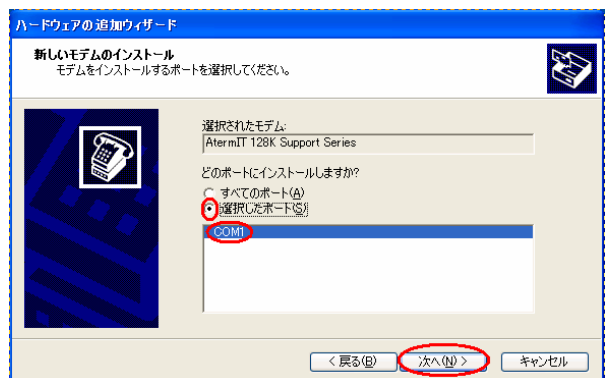 ハードウェアの追加ウィザード
新しいモデムのインストール
モデムをインストールするポートを選択してください。
選択されたモデム:
AtermIT 128K Support Series
どのポートにインストールしますか?
すべてのポート(A)
選択したポート(S)
COM1
< 戻る(B)
次へ(N) >
キャンセル